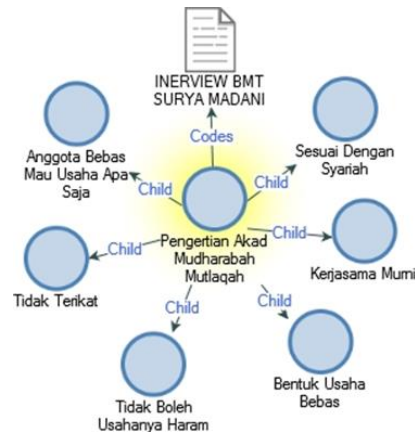 INERVIEW BMT
SURYA MADANI
Codes
Anggota Bebas
Mau Usaha Apa
Saja
Child
Sesuai Dengan
Syariah
Child
Pengertian Akad
Mudharabah
Mutlaqah
Child
Tidak Terikat
Child
Kerjasama Murni
Child
Tidak Boleh
Usahanya Haram
Child
Bentuk Usaha
Bebas